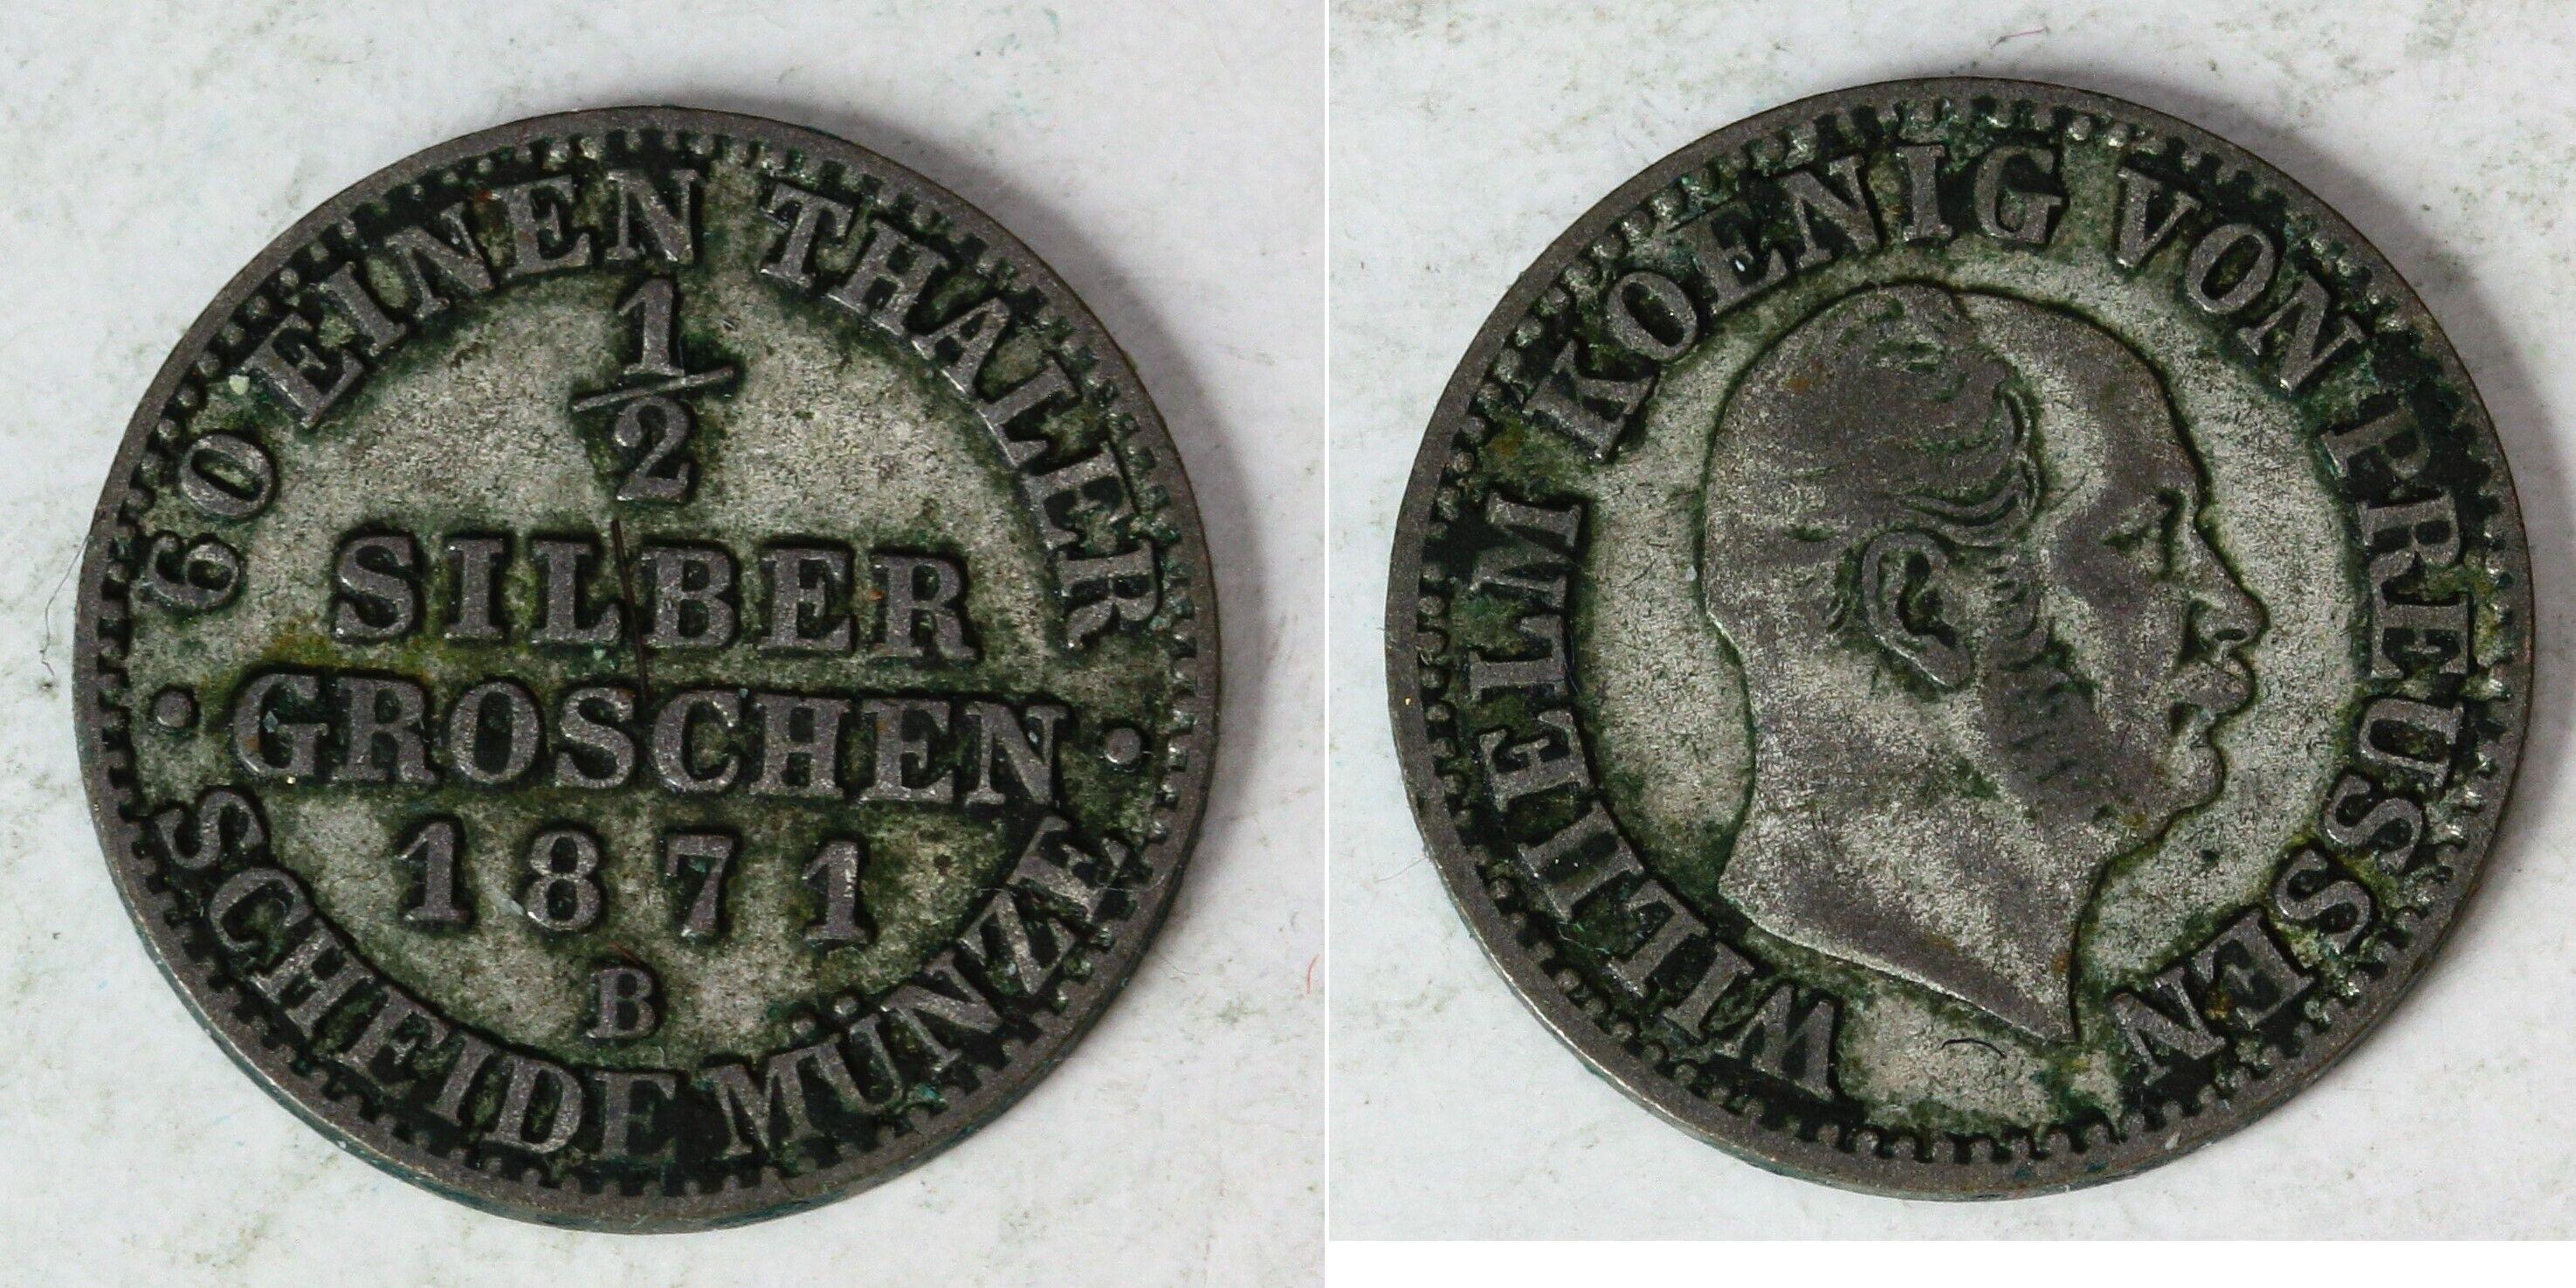 60 EINEN THALER
1
2
SILBER
GROSCHEN
1871
B
SCHEIDE MÜNZE
WILHELM KOENIG VON PREUSSEN